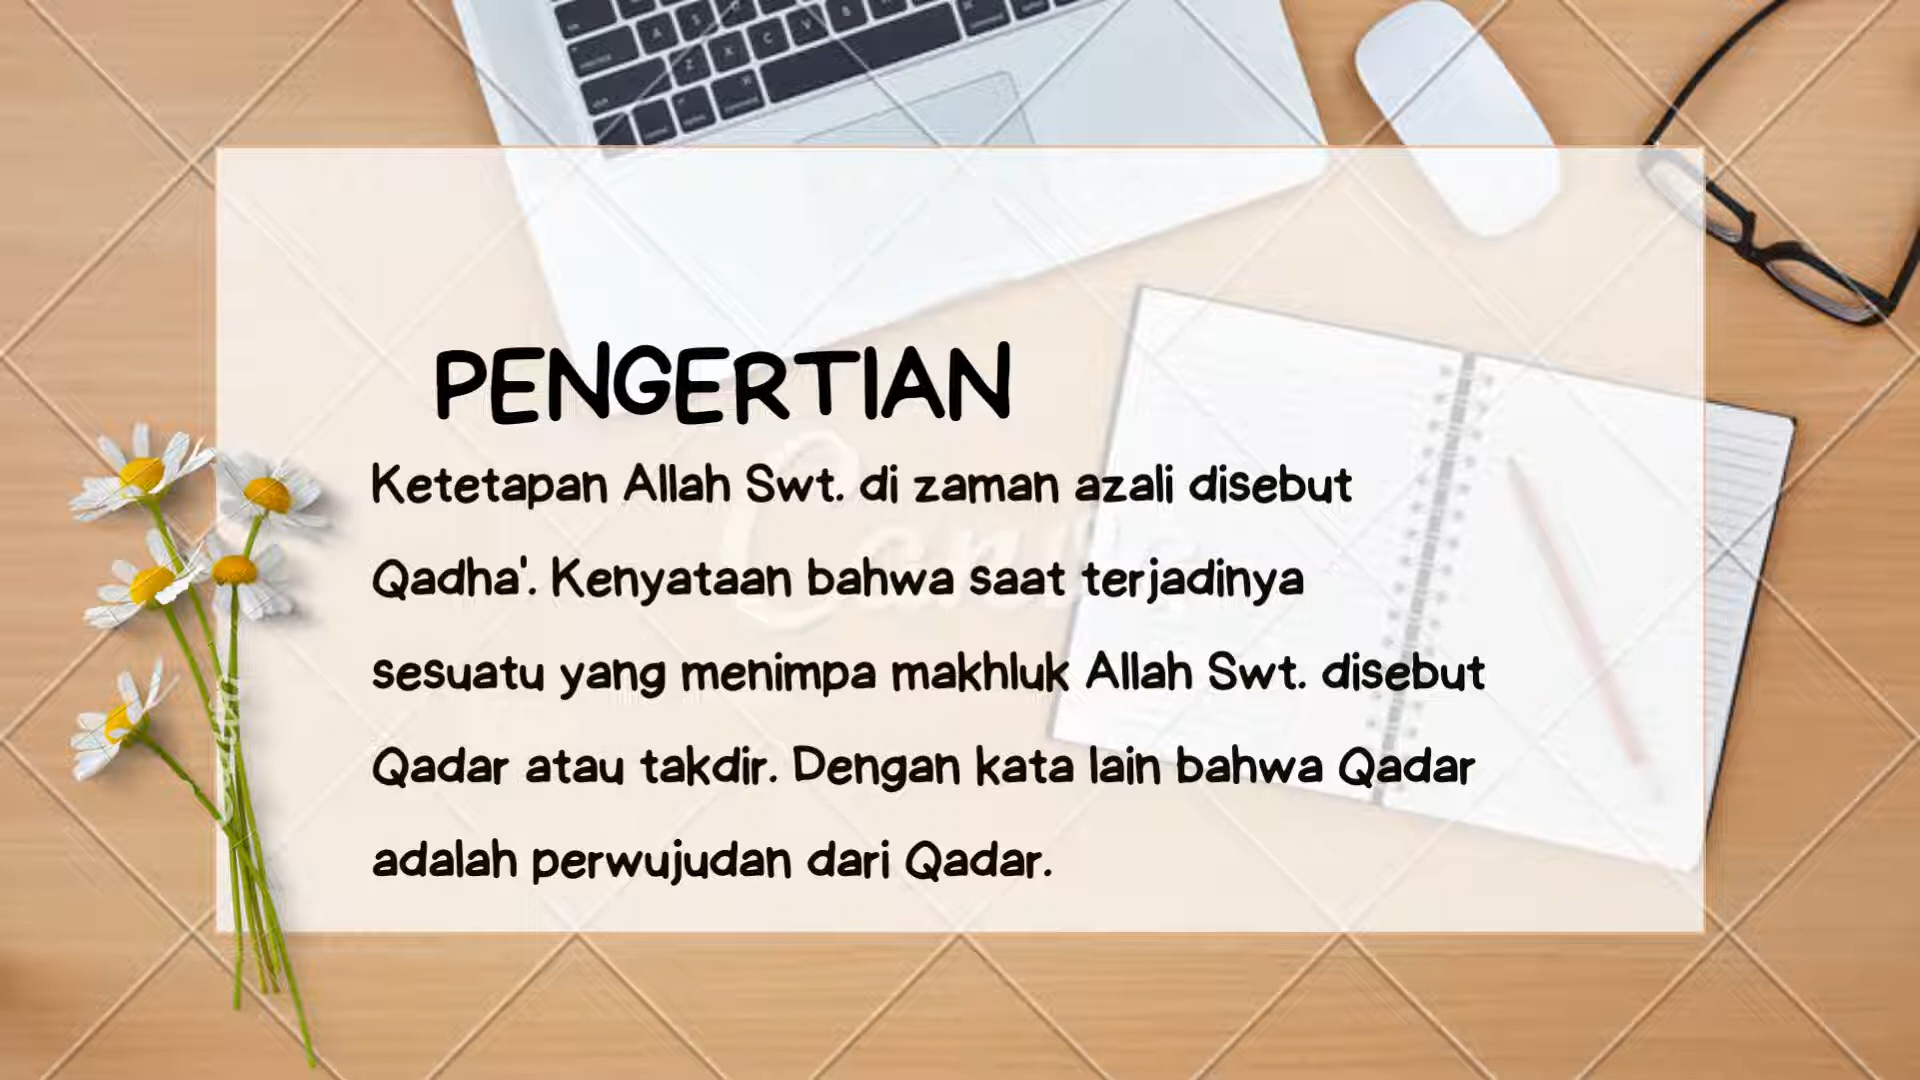 PENGERTIAN
Ketetapan Allah Swt. di zaman azali disebut
Qadha'. Kenyataan bahwa saat terjadinya
sesuatu yang menimpa makhluk Allah Swt. disebut
Qadar atau takdir. Dengan kata lain bahwa Qadar
adalah perwujudan dari Qadar.
Canva